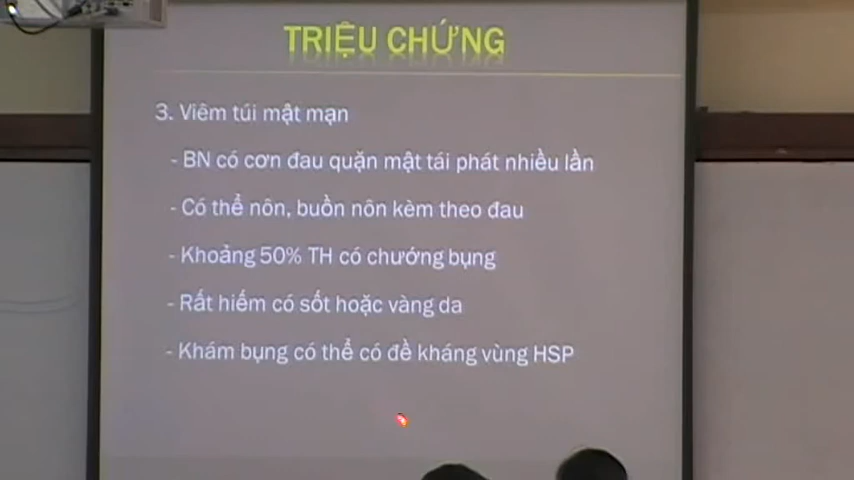 TRIỆU CHỨNG
3. Viêm túi mật mạn
- BN có cơn đau quặn mật tái phát nhiều lần
- Có thể nôn, buồn nôn kèm theo đau
- Khoảng 50% TH có chướng bụng
- Rất hiếm có sốt hoặc vàng da
- Khám bụng có thể có đề kháng vùng HSP